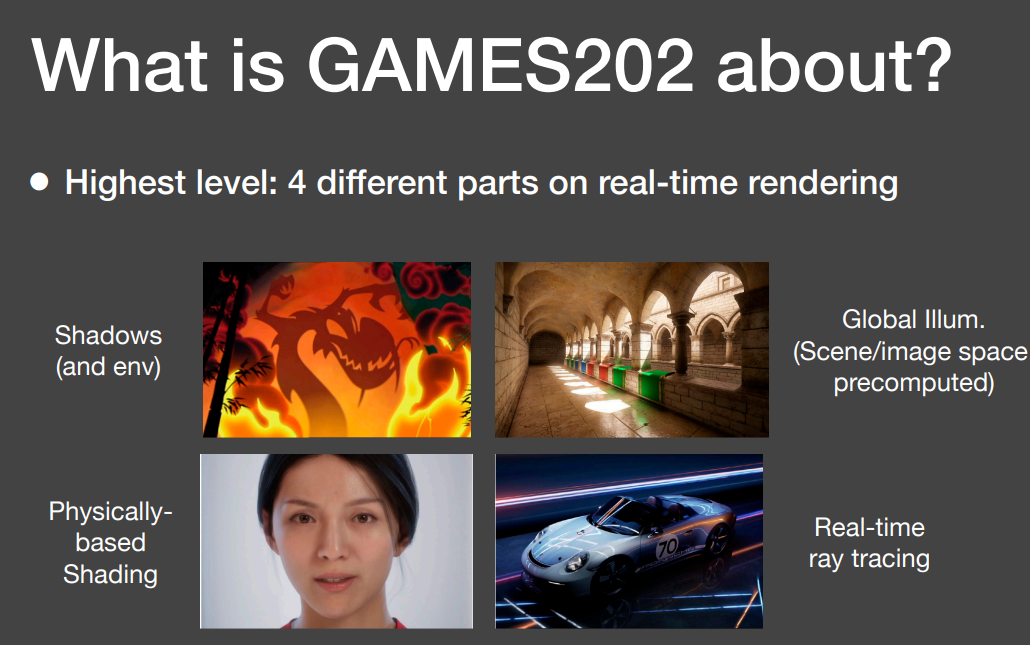 What is GAMES202 about?
● Highest level: 4 different parts on real-time rendering
Shadows
(and env)
Global Illum.
(Scene/image space
precomputed)
Physically-
based
Shading
70
Real-time
ray tracing